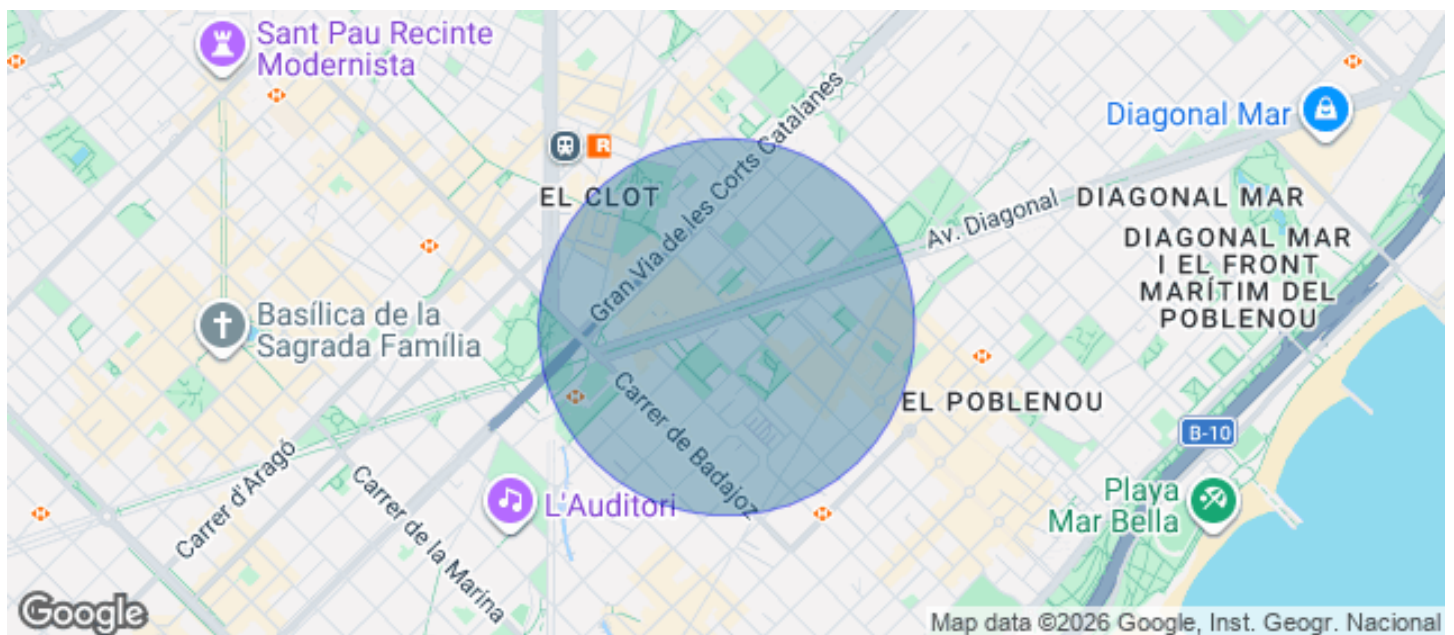 Sant Pau Recinte
Modernista
Gran Via de les Corts Catalanes
Diagonal Mar
R
EL CLOT
Av. Diagonal
DIAGONAL MAR
DIAGONAL MAR
I EL FRONT
MARÍTIM DEL
POBLENOU
Basílica de la
Sagrada Família
Carrer de Badajoz
EL POBLENOU
B-10
Carrer d'Aragó
Carrer de la Marina
L'Auditori
Playa
Mar Bella
Google
Map data ©2026 Google, Inst. Geogr. Nacional